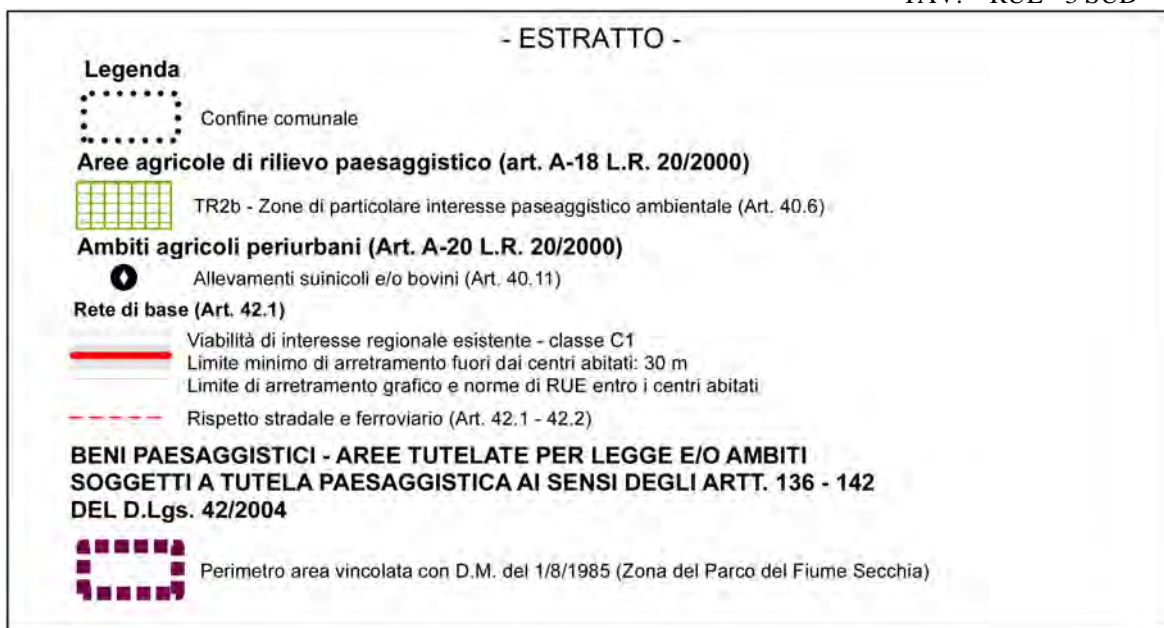 TAV. RUE 3 SUD
- ESTRATTO -
Legenda
Confine comunale
Aree agricole di rilievo paesaggistico (art. A-18 L.R. 20/2000)
TR2b - Zone di particolare interesse paseaggistico ambientale (Art. 40.6)
Ambiti agricoli periurbani (Art. A-20 L.R. 20/2000)
Allevamenti suinicoli e/o bovini (Art. 40.11)
Rete di base (Art. 42.1)
Viabilità di interesse regionale esistente - classe C1
Limite minimo di arretramento fuori dai centri abitati: 30 m
Limite di arretramento grafico e norme di RUE entro i centri abitati
Rispetto stradale e ferroviario (Art. 42.1 - 42.2)
BENI PAESAGGISTICI - AREE TUTELATE PER LEGGE E/O AMBITI
SOGGETTI A TUTELA PAESAGGISTICA AI SENSI DEGLI ARTT. 136 - 142
DEL D.Lgs. 42/2004
Perimetro area vincolata con D.M. del 1/8/1985 (Zona del Parco del Fiume Secchia)